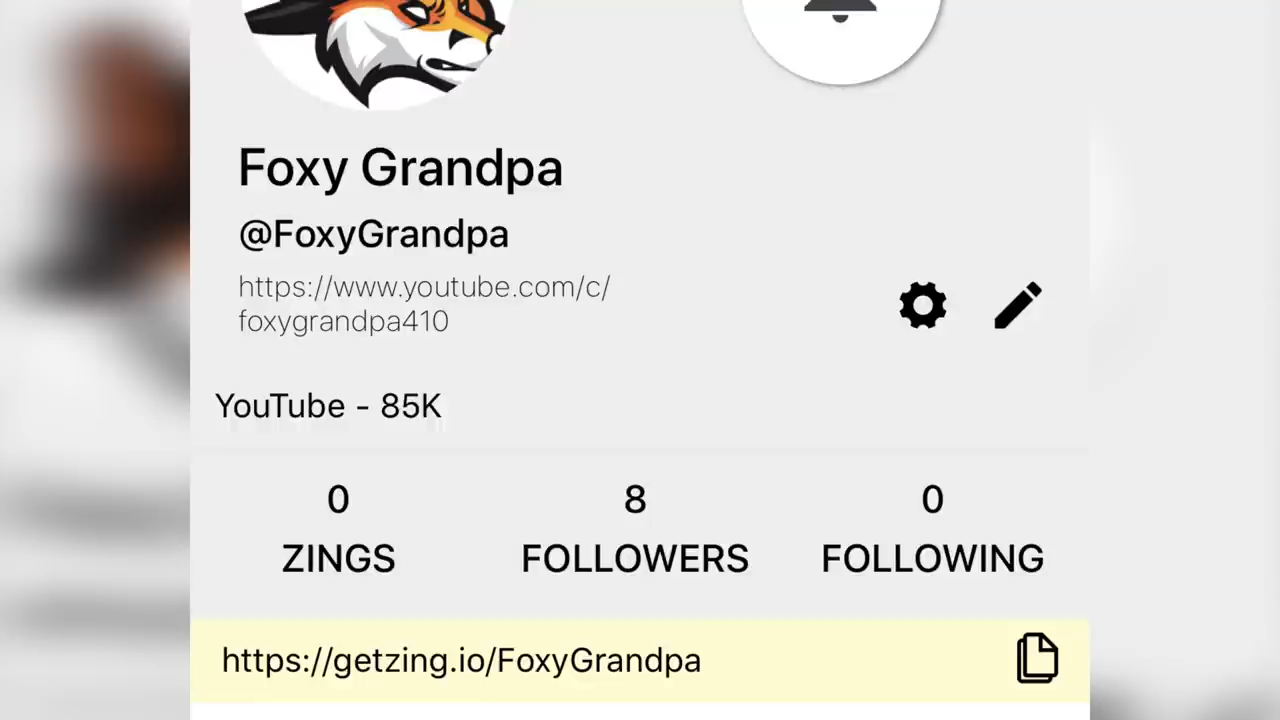 Foxy Grandpa
@FoxyGrandpa
https://www.youtube.com/c/
foxygrandpa410
YouTube - 85K
0 8 0
ZINGS FOLLOWERS FOLLOWING
https://getzing.io/FoxyGrandpa